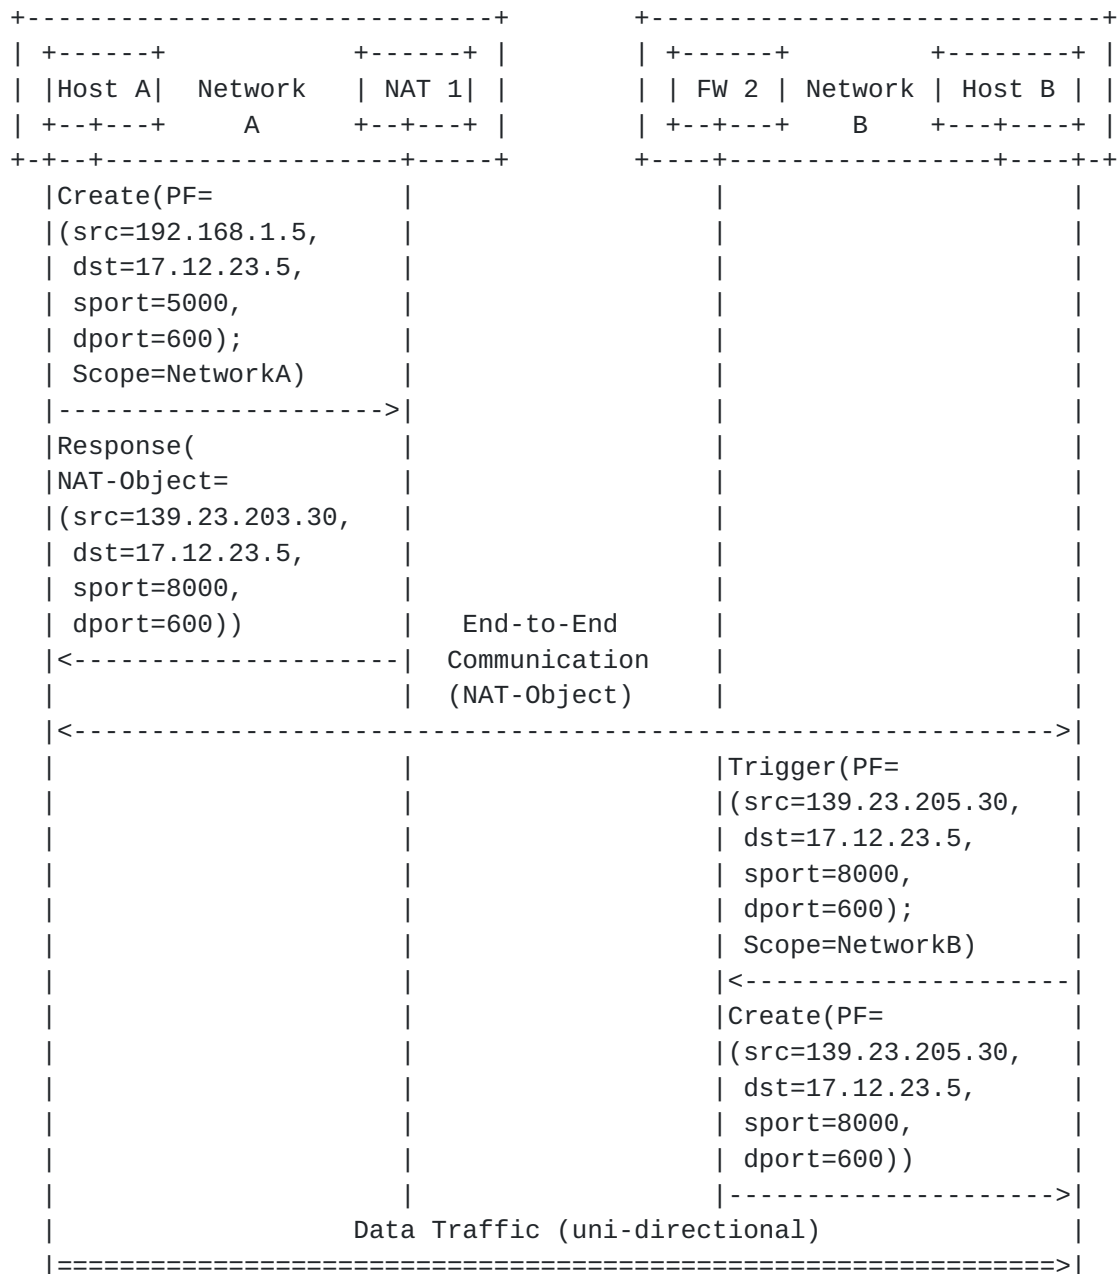 +------------------------------+        +-----------------------------+
| +------+            +------+ |        | +------+         +--------+ |
| |Host A|  Network   | NAT 1| |        | | FW 2 | Network | Host B | |
| +--+---+     A      +--+---+ |        | +--+---+    B    +---+----+ |
+-+--+-------------------+-----+        +----+-----------------+----+-+
  |Create(PF=            |                   |                      |
  |(src=192.168.1.5,     |                   |                      |
  | dst=17.12.23.5,      |                   |                      |
  | sport=5000,          |                   |                      |
  | dport=600);          |                   |                      |
  | Scope=NetworkA)      |                   |                      |
  |--------------------->|                   |                      |
  |Response(             |                   |                      |
  |NAT-Object=           |                   |                      |
  |(src=139.23.203.30,   |                   |                      |
  | dst=17.12.23.5,      |                   |                      |
  | sport=8000,          |                   |                      |
  | dport=600))          |   End-to-End      |                      |
  |<---------------------|  Communication    |                      |
  |                      |  (NAT-Object)     |                      |
  |<--------------------------------------------------------------->|
  |                      |                   |Trigger(PF=           |
  |                      |                   |(src=139.23.205.30,   |
  |                      |                   | dst=17.12.23.5,      |
  |                      |                   | sport=8000,          |
  |                      |                   | dport=600);          |
  |                      |                   | Scope=NetworkB)      |
  |                      |                   |<---------------------|
  |                      |                   |Create(PF=            |
  |                      |                   |(src=139.23.205.30,   |
  |                      |                   | dst=17.12.23.5,      |
  |                      |                   | sport=8000,          |
  |                      |                   | dport=600))          |
  |                      |                   |--------------------->|
  |                   Data Traffic (uni-directional)                |
  |================================================================>|